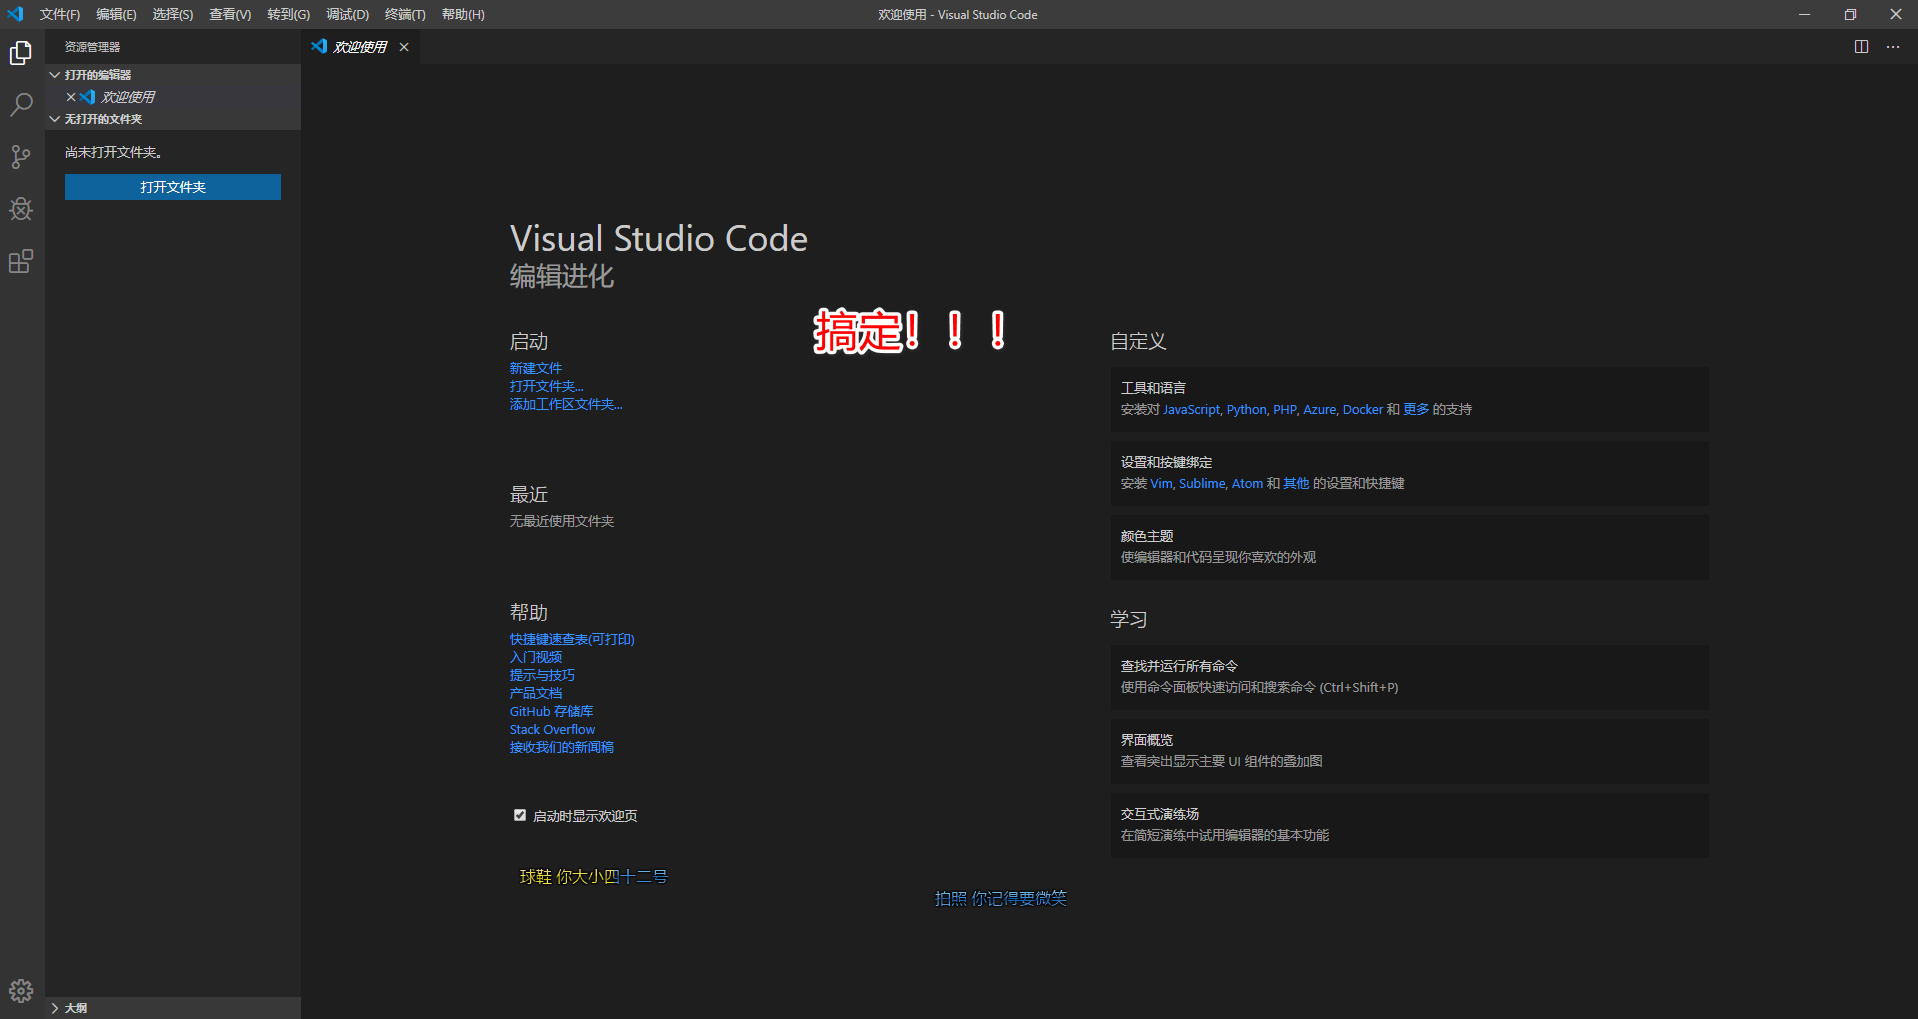 文件(F) 编辑(E) 选择(S) 查看(V) 转到(G) 调试(D) 终端(T) 帮助(H)
欢迎使用 - Visual Studio Code
资源管理器
打开的编辑器
欢迎使用
无打开的文件夹
尚未打开文件夹。
打开文件夹
大纲
欢迎使用
Visual Studio Code
编辑进化
搞定！！！
启动
新建文件
打开文件夹...
添加工作区文件夹...
最近
无最近使用文件夹
帮助
快捷键速查表(可打印)
入门视频
提示与技巧
产品文档
GitHub 存储库
Stack Overflow
接收我们的新闻稿
启动时显示欢迎页
自定义
工具和语言
安装对 JavaScript, Python, PHP, Azure, Docker 和 更多 的支持
设置和按键绑定
安装 Vim, Sublime, Atom 和 其他 的设置和快捷键
颜色主题
使编辑器和代码呈现你喜欢的外观
学习
查找并运行所有命令
使用命令面板快速访问和搜索命令 (Ctrl+Shift+P)
界面概览
查看突出显示主要 UI 组件的叠加图
交互式演练场
在简短演练中试用编辑器的基本功能
球鞋 你大小四十二号
拍照 你记得要微笑